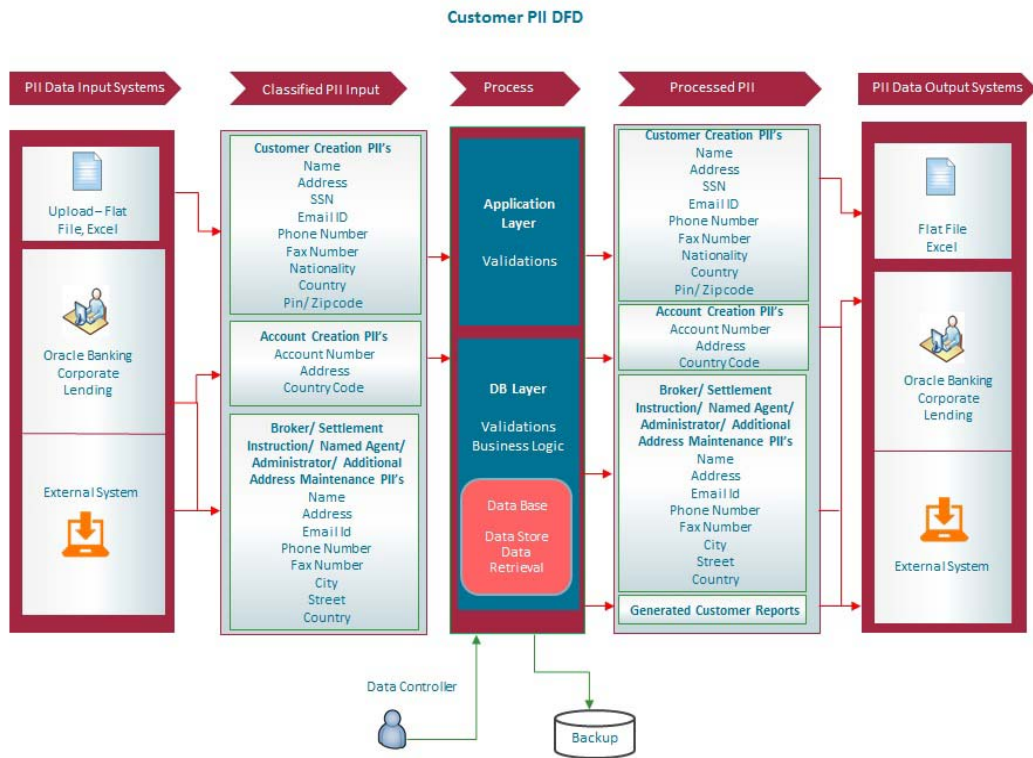 Customer PII DFD
PII Data Input Systems
Classified PII Input
Process
Processed PII
PII Data Output Systems
Upload – Flat
File, Excel
Oracle Banking
Corporate
Lending
External System
Customer Creation PII's
Name
Address
SSN
Email ID
Phone Number
Fax Number
Nationality
Country
Pin/ Zipcode
Account Creation PII's
Account Number
Address
Country Code
Broker/ Settlement
Instruction/ Named Agent/
Administrator/ Additional
Address Maintenance PII's
Name
Address
Email Id
Phone Number
Fax Number
City
Street
Country
Application
Layer
Validations
DB Layer
Validations
Business Logic
Data Base
Data Store
Data
Retrieval
Customer Creation PII's
Name
Address
SSN
Email ID
Phone Number
Fax Number
Nationality
Country
Pin/ Zipcode
Account Creation PII's
Account Number
Address
Country Code
Broker/ Settlement
Instruction/ Named Agent/
Administrator/ Additional
Address Maintenance PII's
Name
Address
Email Id
Phone Number
Fax Number
City
Street
Country
Generated Customer Reports
Flat File
Excel
Oracle Banking
Corporate
Lending
External System
Data Controller
Backup